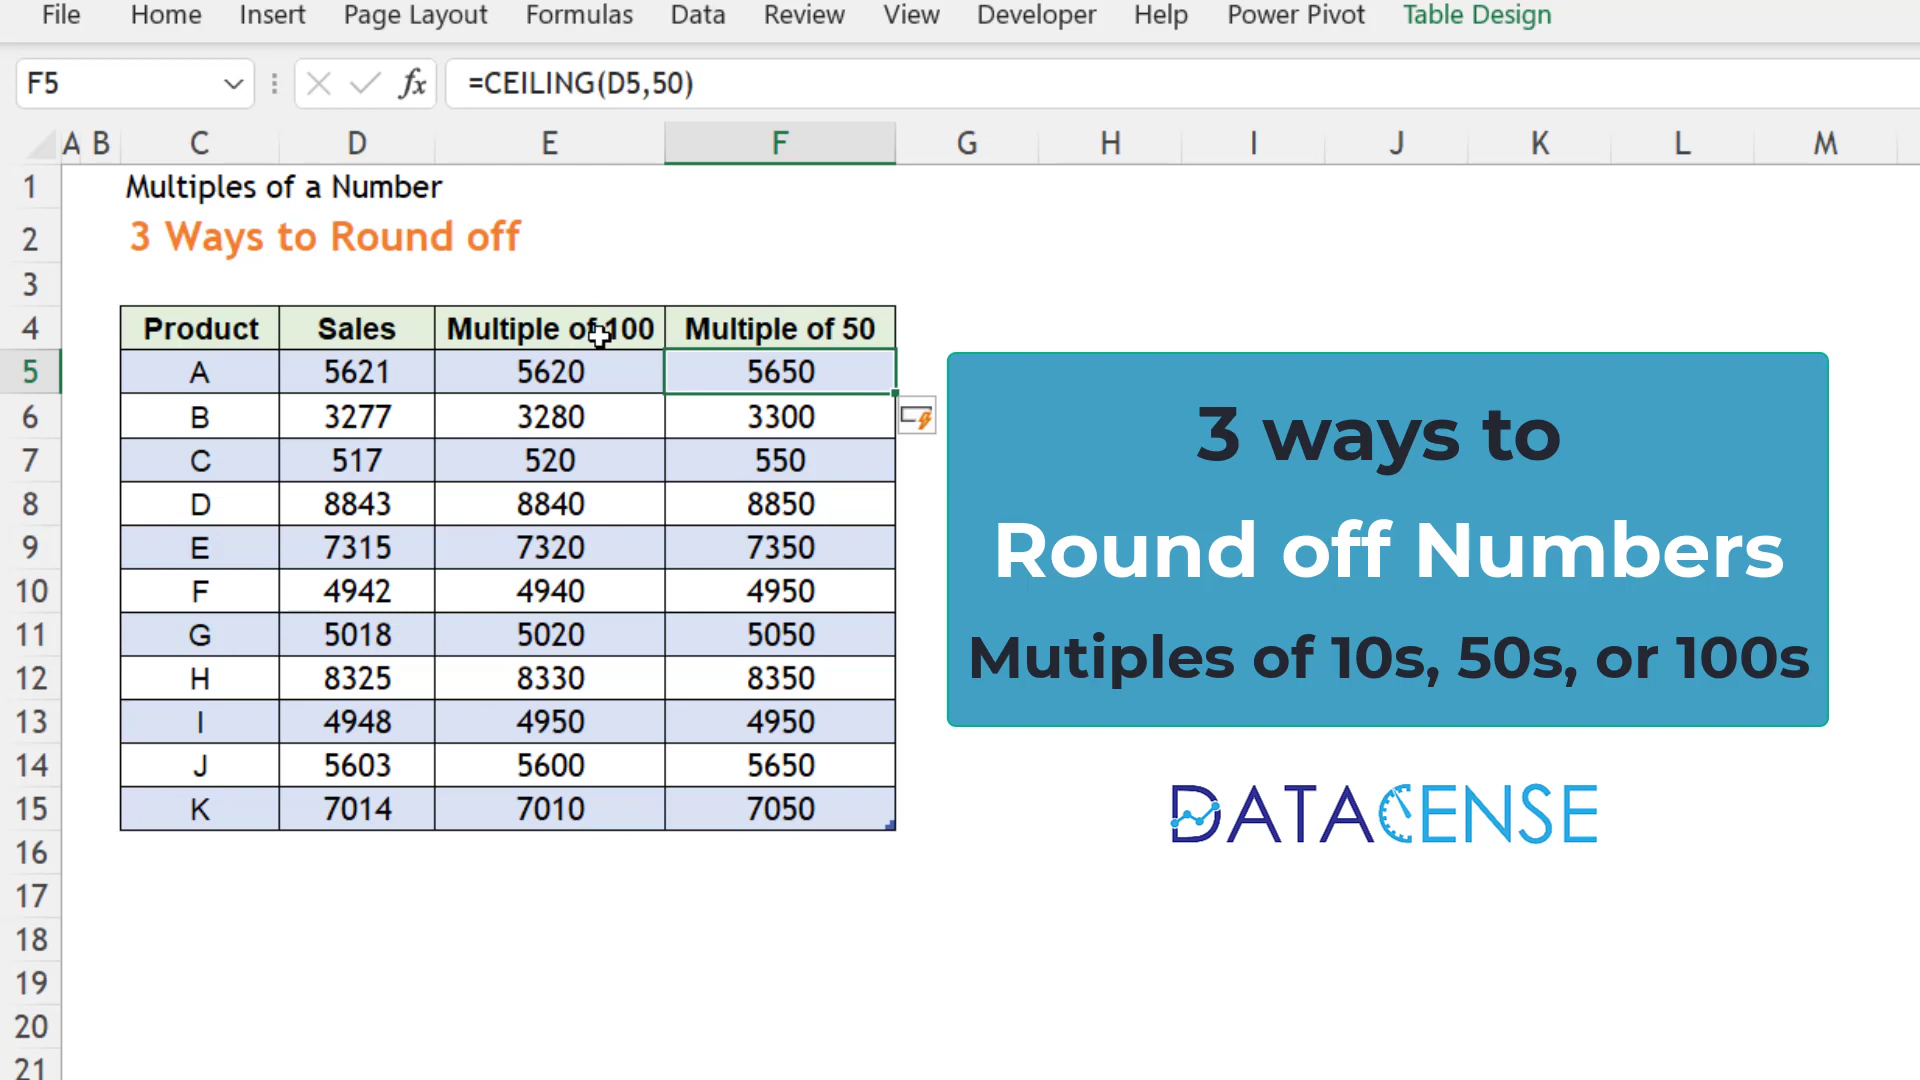 File Home Insert Page Layout Formulas Data Review View Developer Help Power Pivot Table Design
F5 fx =CEILING(D5,50)
A B C D E F G H I J K L M
1 Multiples of a Number
2 3 Ways to Round off
3
4 Product Sales Multiple of 100 Multiple of 50
5 A 5621 5620 5650
6 B 3277 3280 3300
7 C 517 520 550
8 D 8843 8840 8850
9 E 7315 7320 7350
10 F 4942 4940 4950
11 G 5018 5020 5050
12 H 8325 8330 8350
13 I 4948 4950 4950
14 J 5603 5600 5650
15 K 7014 7010 7050
16
17
18
19
20
21
3 ways to
Round off Numbers
Mutiples of 10s, 50s, or 100s
DATACENSE